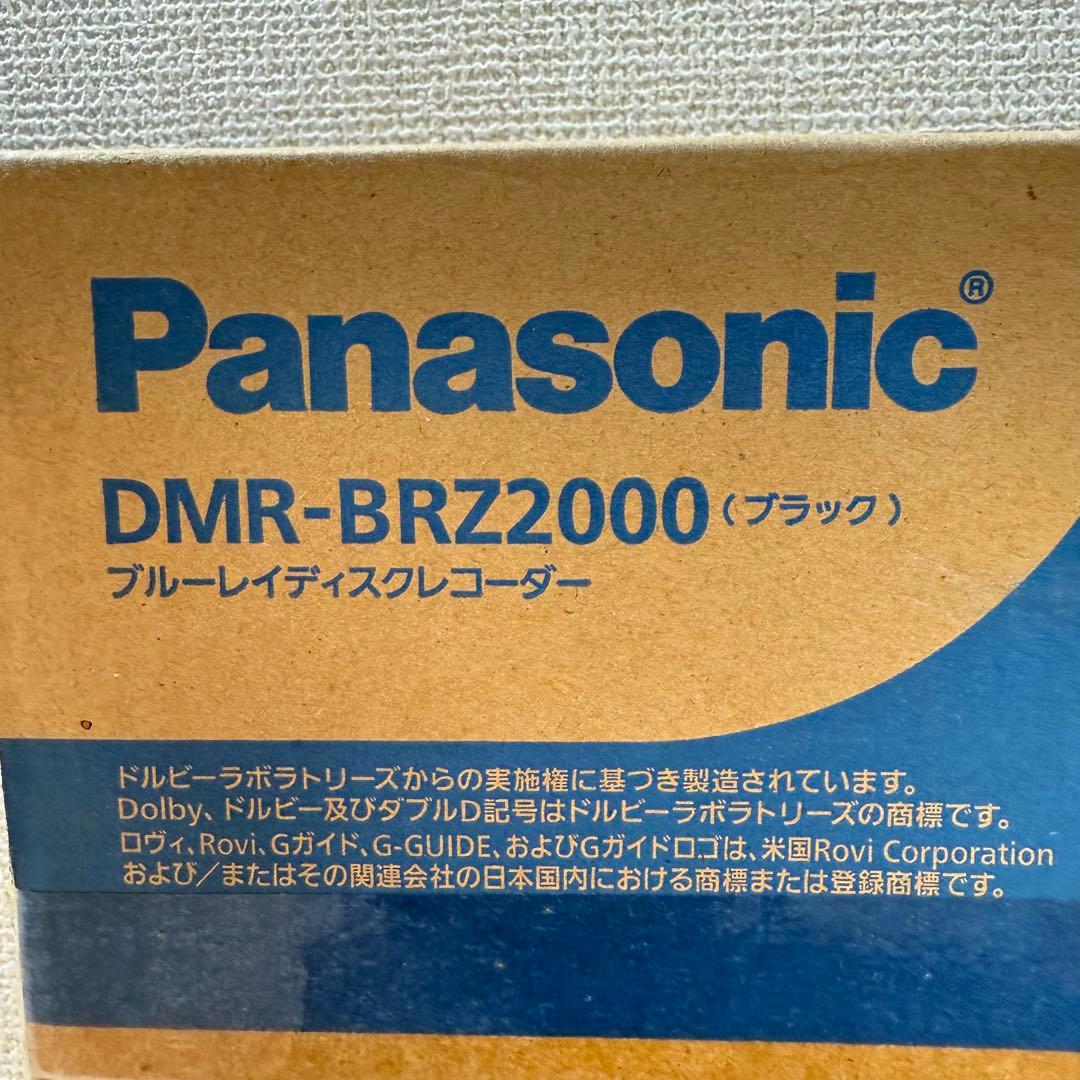 Panasonic®
DMR-BRZ2000（ブラック）
ブルーレイディスクレコーダー
ドルビーラボラトリーズからの実施権に基づき製造されています。
Dolby、ドルビー及びダブルD記号はドルビーラボラトリーズの商標です。
ロヴィ、Rovi、Gガイド、G-GUIDE、およびGガイドロゴは、米国Rovi Corporation
および／またはその関連会社の日本国内における商標または登録商標です。